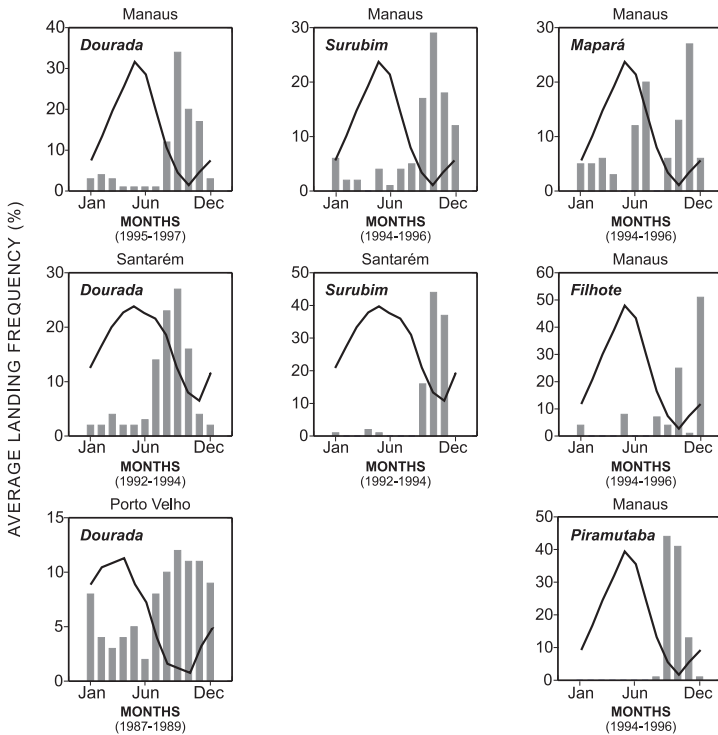 AVERAGE LANDING FREQUENCY (%)
Manaus
Dourada
40
30
20
10
0
Jan Jun Dec
MONTHS
(1995-1997)
Manaus
Surubim
30
20
10
0
Jan Jun Dec
MONTHS
(1994-1996)
Manaus
Mapará
30
20
10
0
Jan Jun Dec
MONTHS
(1994-1996)
Santarém
Dourada
30
20
10
0
Jan Jun Dec
MONTHS
(1992-1994)
Santarém
Surubim
50
40
30
20
10
0
Jan Jun Dec
MONTHS
(1992-1994)
Manaus
Filhote
60
50
40
30
20
10
0
Jan Jun Dec
MONTHS
(1994-1996)
Porto Velho
Dourada
15
10
5
0
Jan Jun Dec
MONTHS
(1987-1989)
Manaus
Piramutaba
50
40
30
20
10
0
Jan Jun Dec
MONTHS
(1994-1996)